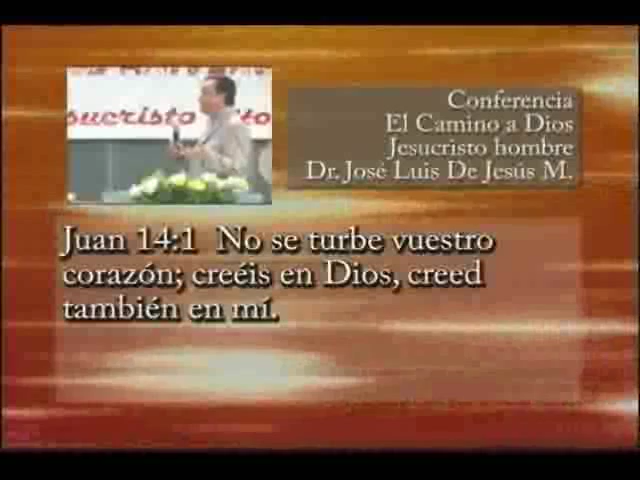 sucristo
Conferencia
El Camino a Dios
Jesucristo hombre
Dr. José Luis De Jesús M.
Juan 14:1 No se turbe vuestro
corazón; creéis en Dios, creed
también en mí.